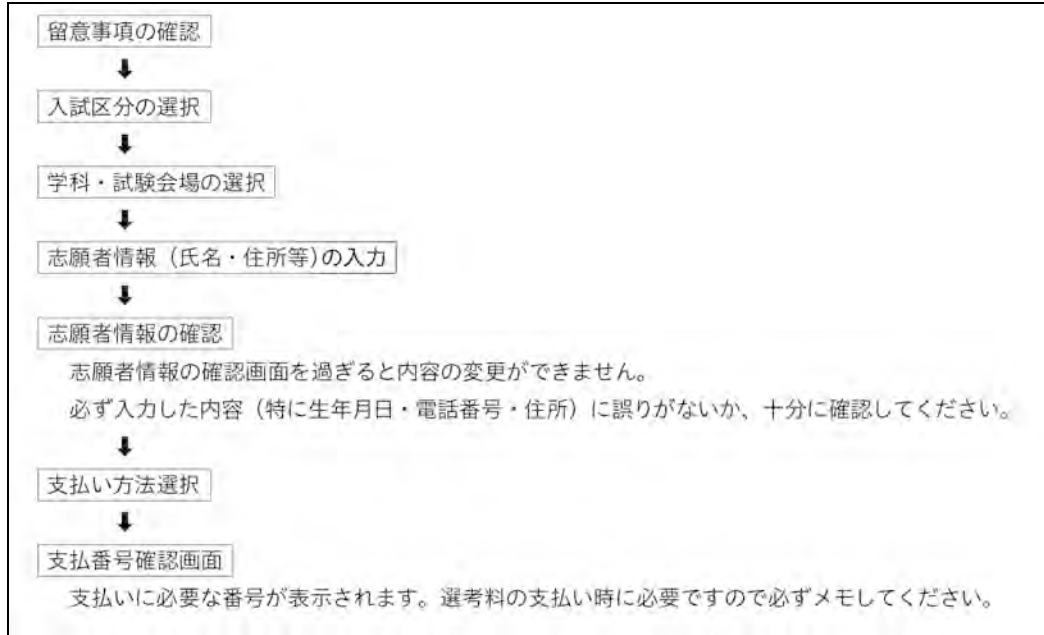 留意事項の確認
⬇
入試区分の選択
⬇
学科・試験会場の選択
⬇
志願者情報（氏名・住所等）の入力
⬇
志願者情報の確認
志願者情報の確認画面を過ぎると内容の変更ができません。
必ず入力した内容（特に生年月日・電話番号・住所）に誤りがないか、十分に確認してください。
⬇
支払い方法選択
⬇
支払番号確認画面
支払いに必要な番号が表示されます。選考料の支払い時に必要ですので必ずメモしてください。